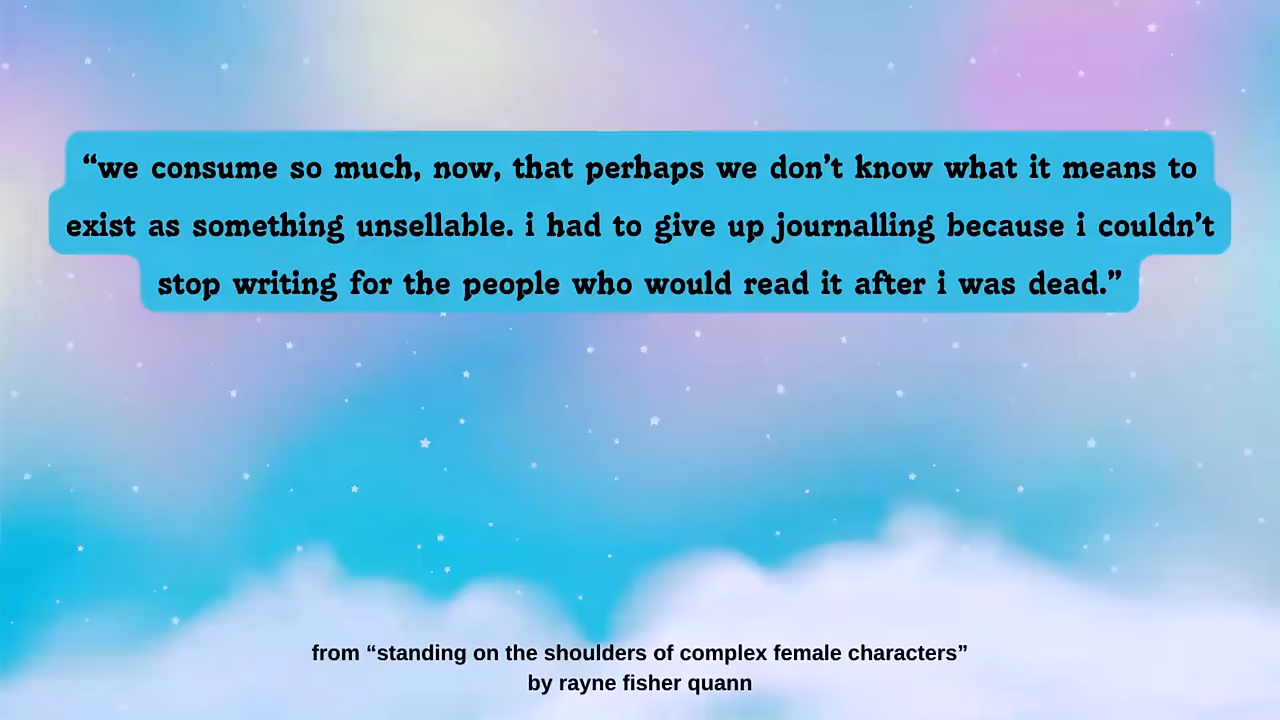 “we consume so much, now, that perhaps we don’t know what it means to
exist as something unsellable. i had to give up journalling because i couldn’t
stop writing for the people who would read it after i was dead.”
from “standing on the shoulders of complex female characters”
by rayne fisher quann